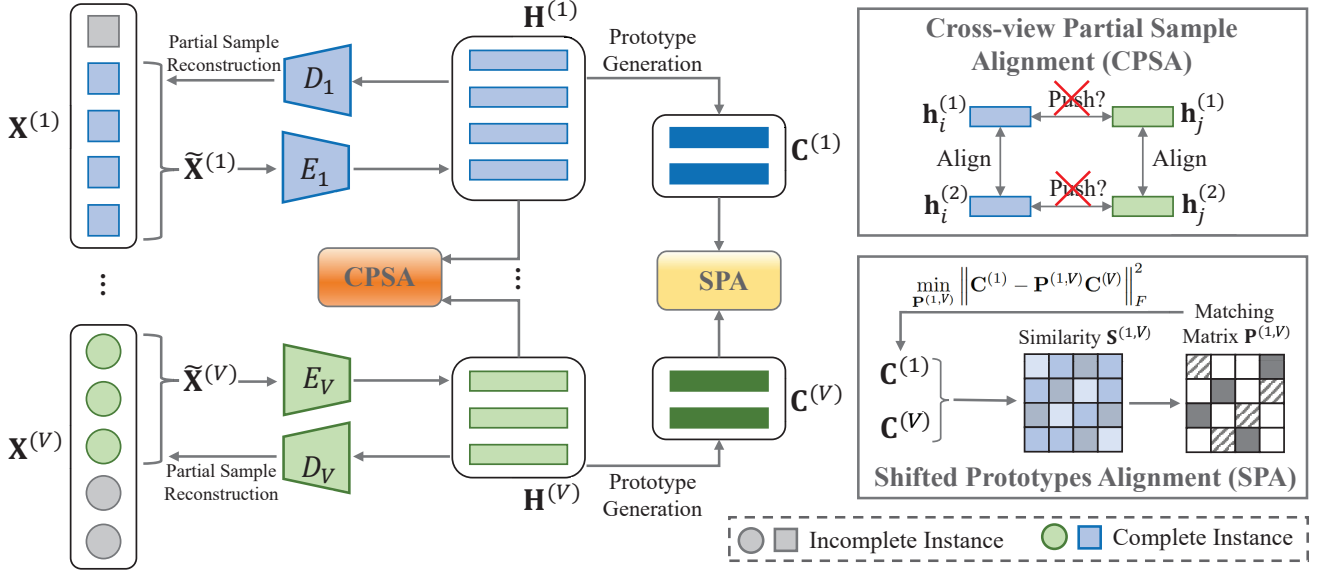 X^(1)
Partial Sample
Reconstruction
D_1
X̃^(1)
E_1
H^(1)
Prototype
Generation
C^(1)
CPSA
...
...
SPA
X^(V)
X̃^(V)
E_V
Partial Sample
Reconstruction
D_V
H^(V)
Prototype
Generation
C^(V)
Cross-view Partial Sample
Alignment (CPSA)
h_i^(1) Push? h_j^(1)
Align Align
h_i^(2) Push? h_j^(2)
min_{P^(1,V)} ‖C^(1) − P^(1,V) C^(V)‖_F^2
Matching
Matrix P^(1,V)
Similarity S^(1,V)
C^(1)
C^(V)
Shifted Prototypes Alignment (SPA)
Incomplete Instance Complete Instance